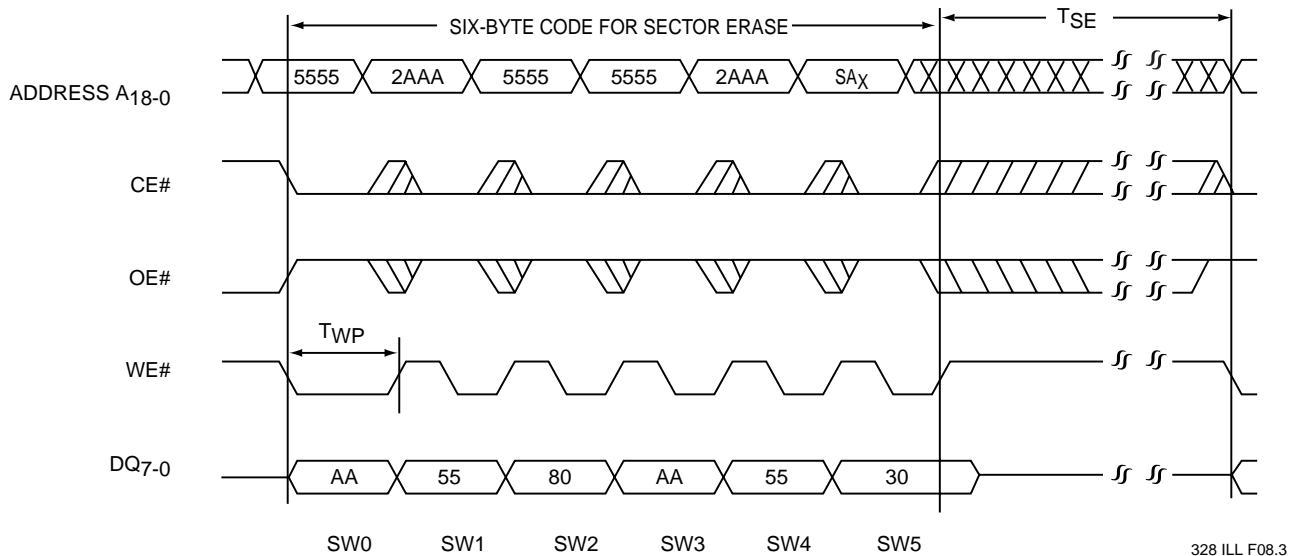 SIX-BYTE CODE FOR SECTOR ERASE
TSE
ADDRESS A18-0
5555 2AAA 5555 5555 2AAA SAX
CE#
OE#
TWP
WE#
DQ7-0
AA 55 80 AA 55 30
SW0 SW1 SW2 SW3 SW4 SW5
328 ILL F08.3